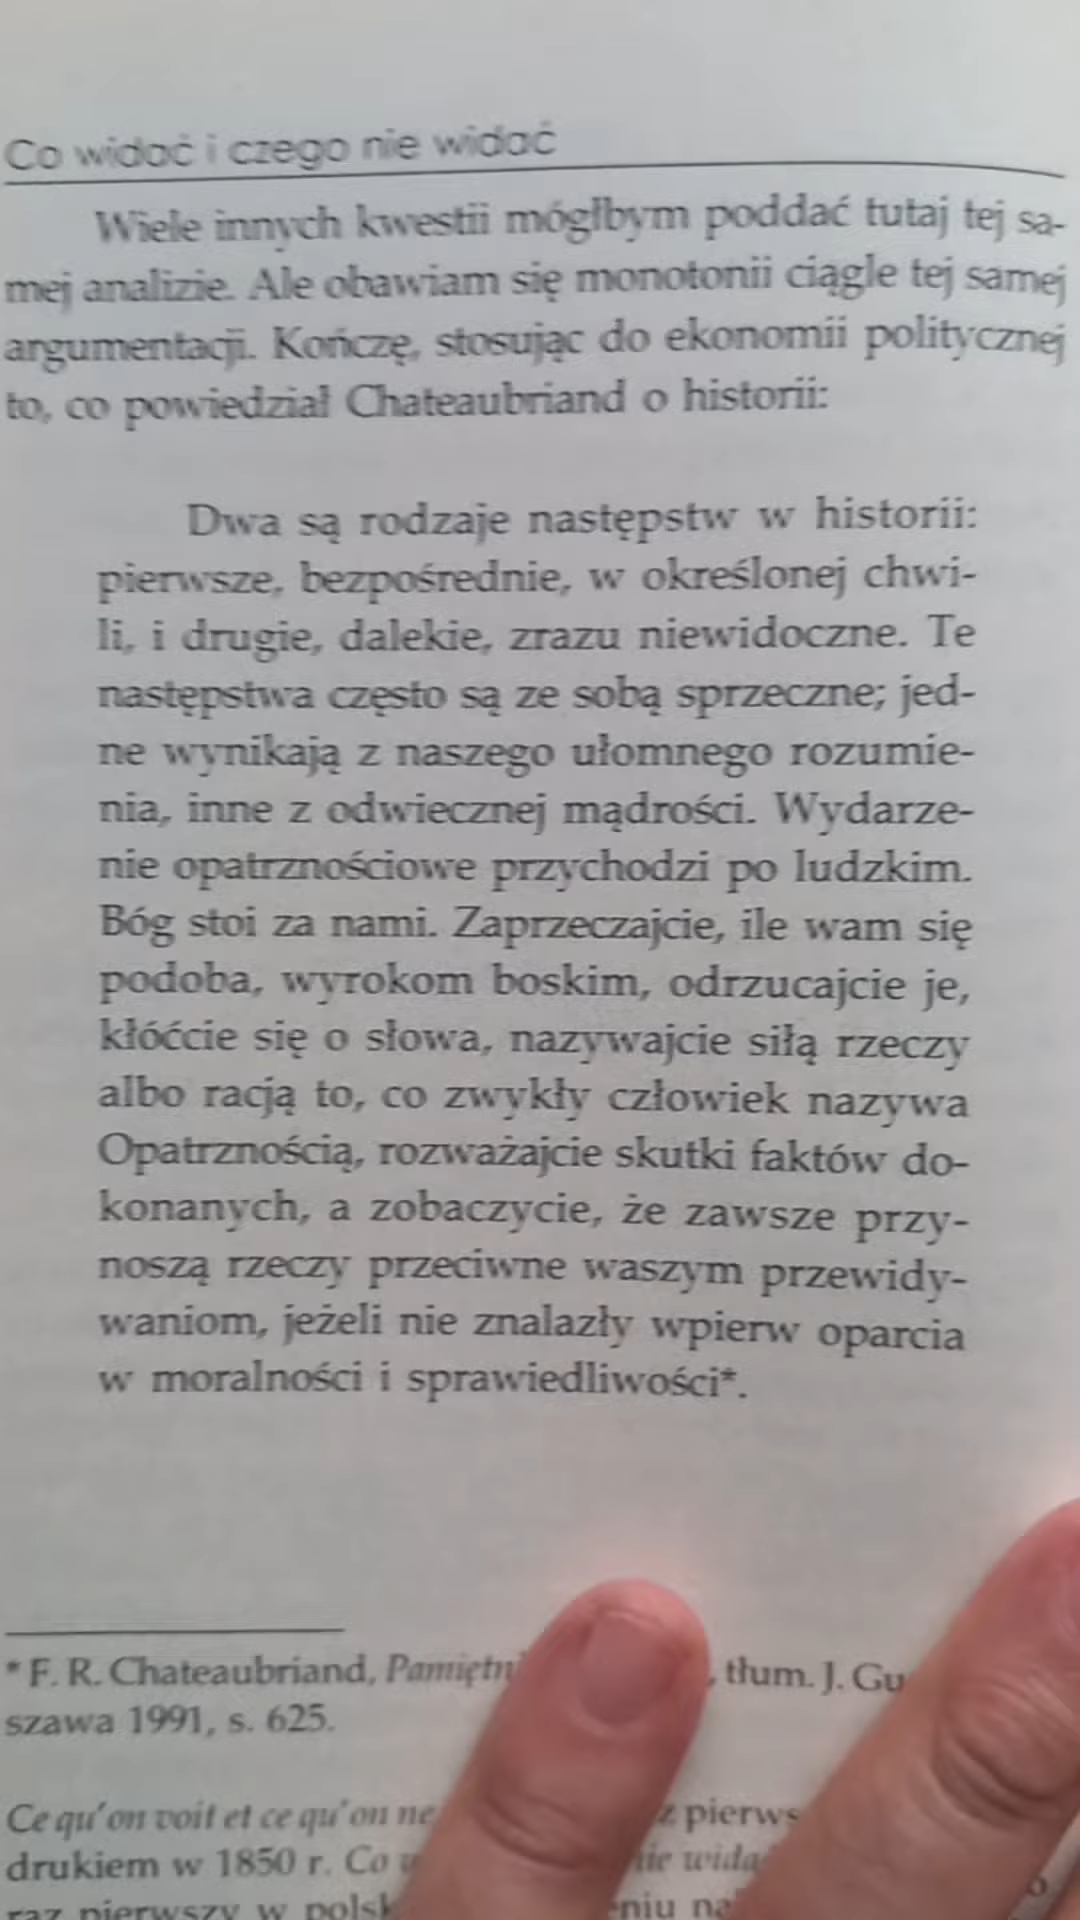 Co widać i czego nie widać
Wiele innych kwestii mógłbym poddać tutaj tej sa-
mej analizie. Ale obawiam się monotonii ciągle tej samej
argumentacji. Kończę, stosując do ekonomii politycznej
to, co powiedział Chateaubriand o historii:
Dwa są rodzaje następstw w historii:
pierwsze, bezpośrednie, w określonej chwi-
li, i drugie, dalekie, zrazu niewidoczne. Te
następstwa często są ze sobą sprzeczne; jed-
ne wynikają z naszego ułomnego rozumie-
nia, inne z odwiecznej mądrości. Wydarze-
nie opatrznościowe przychodzi po ludzkim.
Bóg stoi za nami. Zaprzeczajcie, ile wam się
podoba, wyrokom boskim, odrzucajcie je,
kłóćcie się o słowa, nazywajcie siłą rzeczy
albo racją to, co zwykły człowiek nazywa
Opatrznością, rozważajcie skutki faktów do-
konanych, a zobaczycie, że zawsze przy-
noszą rzeczy przeciwne waszym przewidy-
waniom, jeżeli nie znalazły wpierw oparcia
w moralności i sprawiedliwości*.
* F. R. Chateaubriand, tłum. J.
szawa 1991, s. 625.
Ce qu'on voit et ce qu'on ne
drukiem w 1850 r. Co
raz pierwszy w